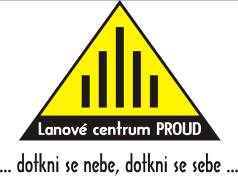 Lanové centrum PROUD
... dotkni se nebe, dotkni se sebe ...